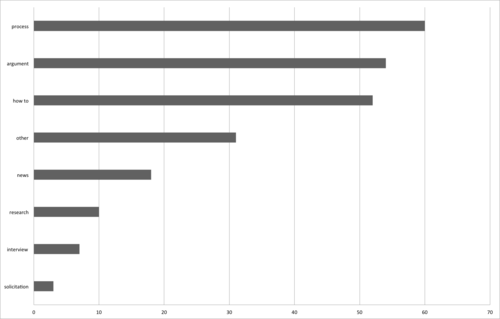 process
argument
how to
other
news
research
interview
solicitation
0 10 20 30 40 50 60 70